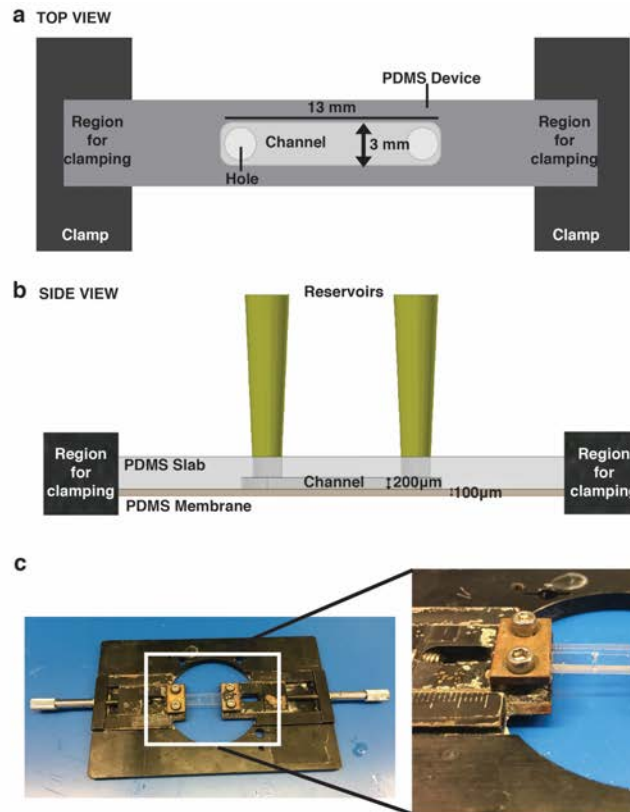 a TOP VIEW
PDMS Device
Region
for
clamping
13 mm
Channel
3 mm
Hole
Region
for
clamping
Clamp
Clamp
b SIDE VIEW
Reservoirs
Region
for
clamping
PDMS Slab
Channel
200µm
100µm
PDMS Membrane
Region
for
clamping
c